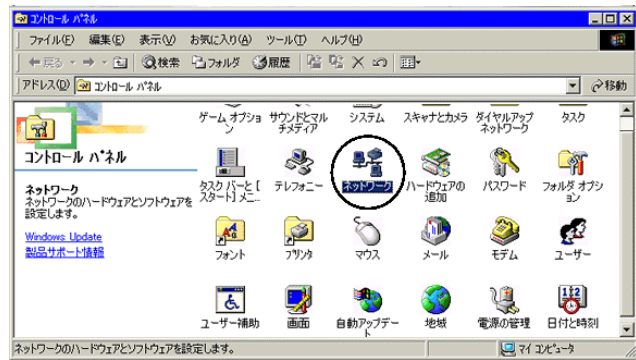 コントロール パネル
ファイル(F) 編集(E) 表示(V) お気に入り(A) ツール(T) ヘルプ(H)
戻る 検索 フォルダ 履歴
アドレス(D) コントロール パネル 移動
コントロール パネル
ネットワーク
ネットワークのハードウェアとソフトウェアを
設定します。
Windows Update
製品サポート情報
ゲーム オプショ
ン
サウンドとマル
チメディア
システム
スキャナとカメラ
ダイヤルアップ
ネットワーク
タスク
タスク バーと [
スタート] メニ...
テレフォニー
ネットワーク
ハードウェアの
追加
パスワード
フォルダ オプシ
ョン
フォント
プリンタ
マウス
メール
モデム
ユーザー
ユーザー補助
画面
自動アップデー
ト
地域
電源の管理
日付と時刻
ネットワークのハードウェアとソフトウェアを設定します。
マイ コンピュータ